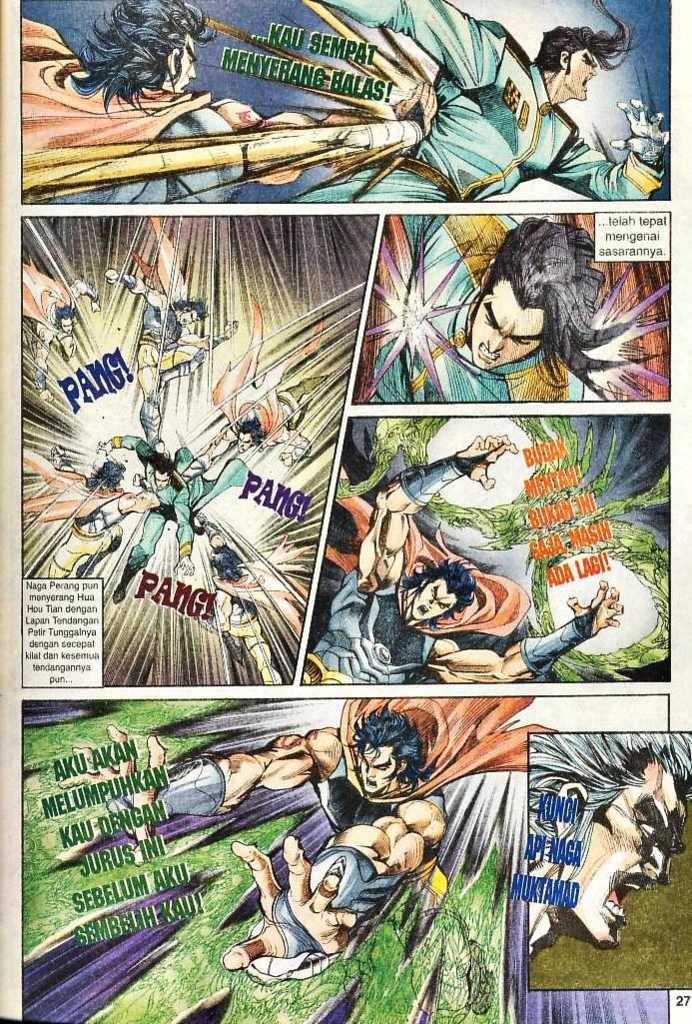 ...KAU SEMPAT
MENYERANG BALAS!
PANG!
PANG!
PANG!
Naga Perang pun
menyerang Hua
Hou Tian dengan
Lapan Tendangan
Petir Tunggalnya
dengan secepat
kilat dan kesemua
tendangannya
pun...
...telah tepat
mengenai
sasarannya.
BUDAK
MENTAH!
BUKAN INI
SAJA, MASIH
ADA LAGI!
AKU AKAN
MELUMPUHKAN
KAU DENGAN
JURUS INI
SEBELUM AKU
SEMBELIH KAU!
KUNCI
API NAGA
MUKTAMAD
27